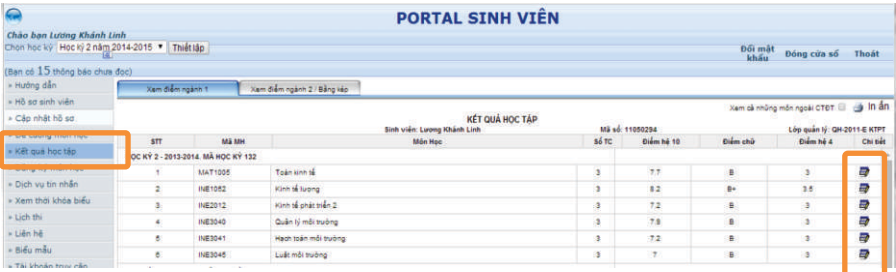 PORTAL SINH VIÊN
Chào bạn Lương Khánh Linh
Chọn học kỳ Học kỳ 2 năm 2014-2015 Thiết lập
Đổi mật khẩu Đóng cửa sổ Thoát
(Bạn có 15 thông báo chưa đọc)
» Hướng dẫn
» Hồ sơ sinh viên
» Cập nhật hồ sơ
» Kết quả học tập
» Dịch vụ tin nhắn
» Xem thời khóa biểu
» Lịch thi
» Liên hệ
» Biểu mẫu
» Tài khoản truy cập
Xem điểm ngành 1 Xem điểm ngành 2 / Bằng kép
Xem cả những môn ngoài CTĐT In ấn
KẾT QUẢ HỌC TẬP
Sinh viên: Lương Khánh Linh Mã số: 11050294 Lớp quản lý: QH-2011-E KTPT
STT Mã MH Môn Học Số TC Điểm hệ 10 Điểm chữ Điểm hệ 4 Chi tiết
HỌC KỲ 2 - 2013-2014. MÃ HỌC KỲ 132
1 MAT1005 Toán kinh tế 3 7.7 B 3
2 INE1052 Kinh tế lượng 3 8.2 B+ 3.5
3 INE2012 Kinh tế phát triển 2 3 7.2 B 3
4 INE3040 Quản lý môi trường 3 7.8 B 3
5 INE3041 Hạch toán môi trường 3 7.2 B 3
6 INE3045 Luật môi trường 3 7 B 3